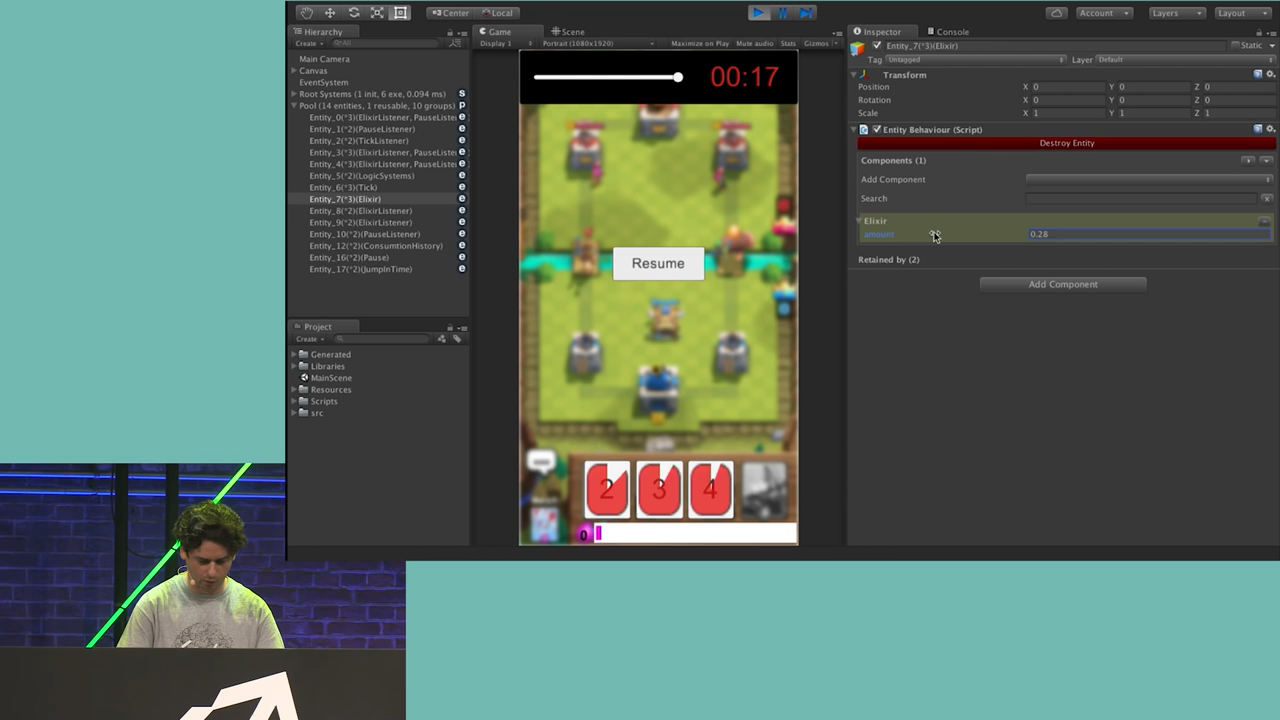 Center
Local
Account
Layers
Layout
Hierarchy
Create
All
Main Camera
Canvas
EventSystem
Root Systems (1 init, 6 exe, 0.094 ms)
S
Pool (14 entities, 1 reusable, 10 groups)
P
Entity_0(*3)(ElixirListener, PauseListe
Entity_1(*2)(PauseListener)
Entity_2(*2)(TickListener)
Entity_3(*3)(ElixirListener, PauseListe
Entity_4(*3)(ElixirListener, PauseListe
Entity_5(*2)(LogicSystems)
Entity_6(*3)(Tick)
Entity_7(*3)(Elixir)
Entity_8(*2)(ElixirListener)
Entity_9(*2)(ElixirListener)
Entity_10(*2)(PauseListener)
Entity_12(*2)(ConsumtionHistory)
Entity_16(*2)(Pause)
Entity_17(*2)(JumpInTime)
Project
Create
Generated
Libraries
MainScene
Resources
Scripts
src
Game
Scene
Display 1
Portrait (1080x1920)
Maximize on Play
Mute audio
Stats
Gizmos
00:17
Resume
2
3
4
0
Inspector
Console
Entity_7(*3)(Elixir)
Static
Tag
Untagged
Layer
Default
Transform
Position
X 0
Y 0
Z 0
Rotation
X 0
Y 0
Z 0
Scale
X 1
Y 1
Z 1
Entity Behaviour (Script)
Destroy Entity
Components (1)
Add Component
Search
Elixir
amount
0.28
Retained by (2)
Add Component